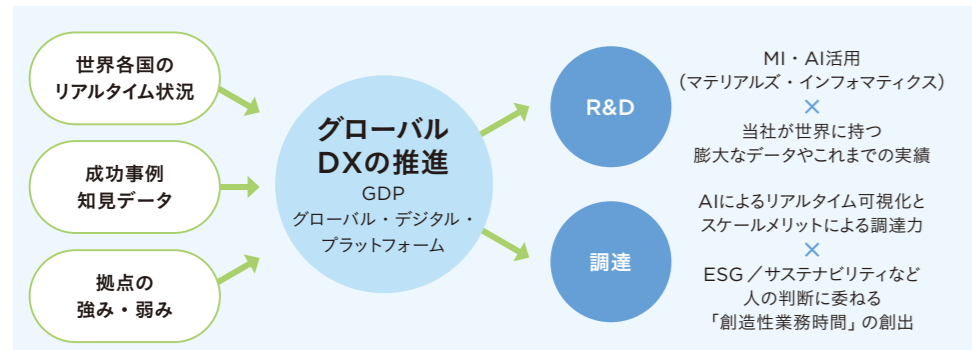 世界各国の
リアルタイム状況
成功事例
知見データ
拠点の
強み・弱み
グローバル
DXの推進
GDP
グローバル・デジタル・
プラットフォーム
R&D
MI・AI活用
（マテリアルズ・インフォマティクス）
×
当社が世界に持つ
膨大なデータやこれまでの実績
調達
AIによるリアルタイム可視化と
スケールメリットによる調達力
×
ESG／サステナビリティなど
人の判断に委ねる
「創造性業務時間」の創出